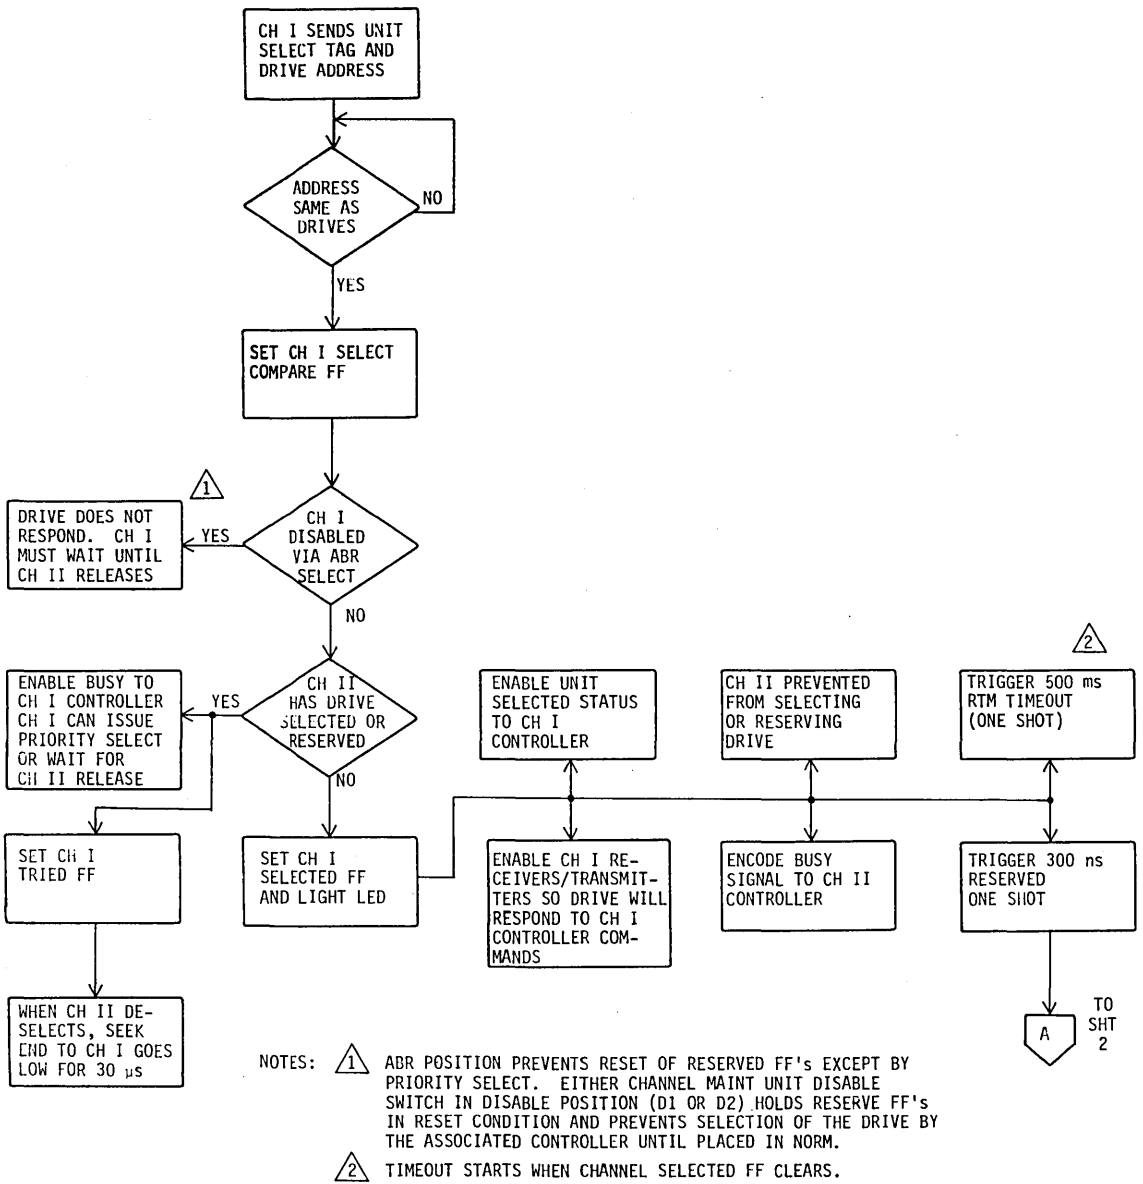 CH I SENDS UNIT
SELECT TAG AND
DRIVE ADDRESS
ADDRESS
SAME AS
DRIVES
NO
YES
SET CH I SELECT
COMPARE FF
1
DRIVE DOES NOT
RESPOND. CH I
MUST WAIT UNTIL
CH II RELEASES
YES
CH I
DISABLED
VIA ABR
SELECT
NO
ENABLE BUSY TO
CH I CONTROLLER
CH I CAN ISSUE
PRIORITY SELECT
OR WAIT FOR
CH II RELEASE
YES
CH II
HAS DRIVE
SELECTED OR
RESERVED
NO
ENABLE UNIT
SELECTED STATUS
TO CH I
CONTROLLER
CH II PREVENTED
FROM SELECTING
OR RESERVING
DRIVE
2
TRIGGER 500 ms
RTM TIMEOUT
(ONE SHOT)
SET CH I
TRIED FF
SET CH I
SELECTED FF
AND LIGHT LED
ENABLE CH I RE-
CEIVERS/TRANSMIT-
TERS SO DRIVE WILL
RESPOND TO CH I
CONTROLLER COM-
MANDS
ENCODE BUSY
SIGNAL TO CH II
CONTROLLER
TRIGGER 300 ns
RESERVED
ONE SHOT
WHEN CH II DE-
SELECTS, SEEK
END TO CH I GOES
LOW FOR 30 µs
A
TO
SHT
2
NOTES: 1 ABR POSITION PREVENTS RESET OF RESERVED FF's EXCEPT BY
PRIORITY SELECT. EITHER CHANNEL MAINT UNIT DISABLE
SWITCH IN DISABLE POSITION (D1 OR D2) HOLDS RESERVE FF's
IN RESET CONDITION AND PREVENTS SELECTION OF THE DRIVE BY
THE ASSOCIATED CONTROLLER UNTIL PLACED IN NORM.
2 TIMEOUT STARTS WHEN CHANNEL SELECTED FF CLEARS.